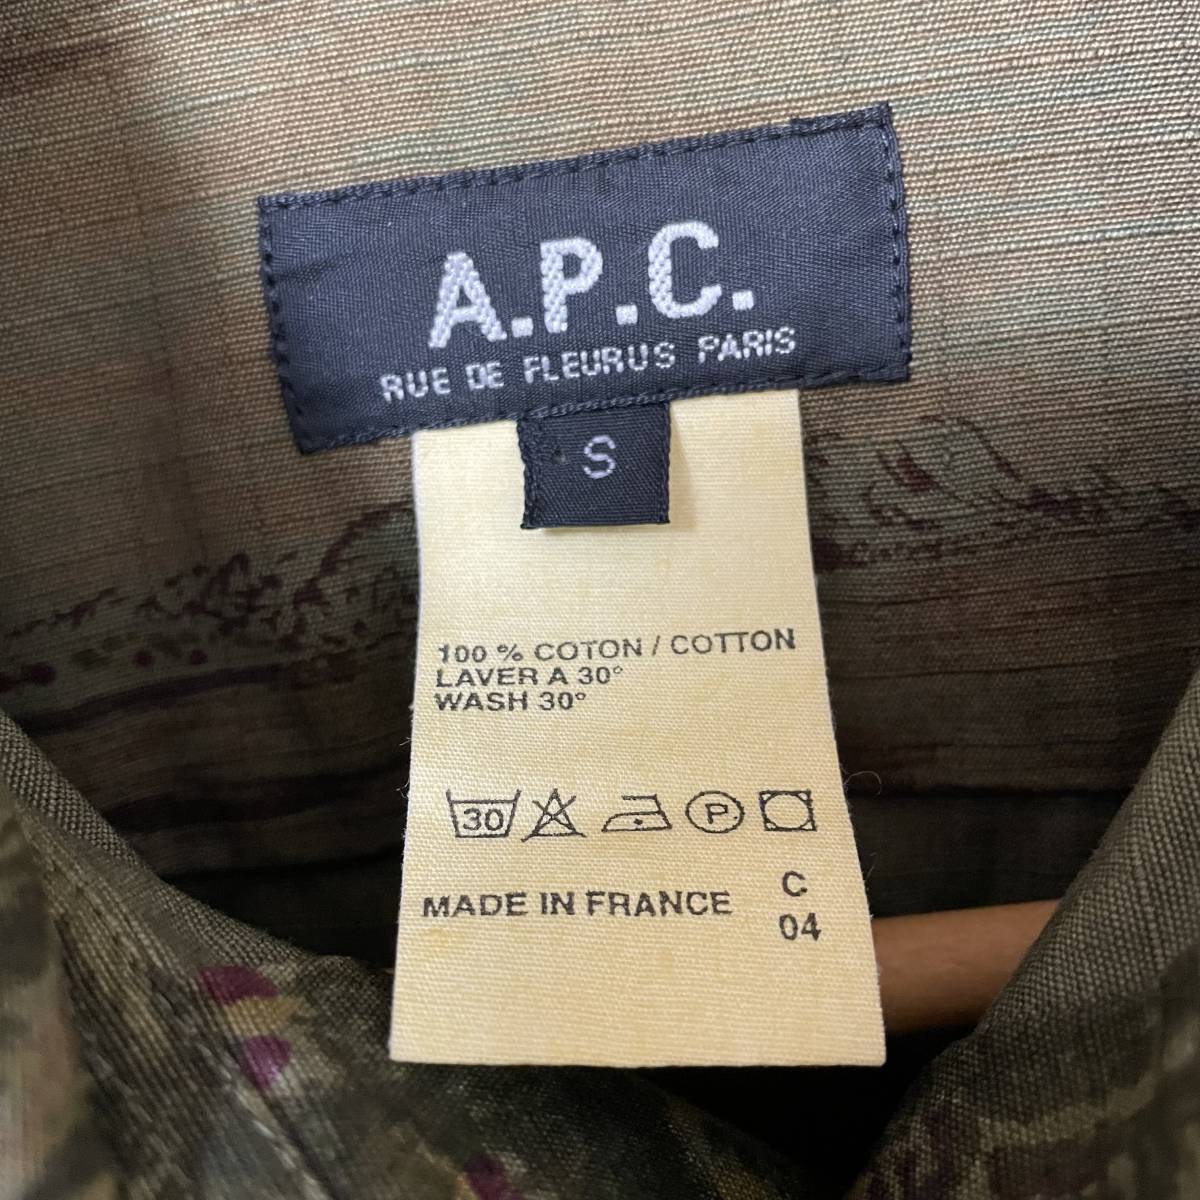 A.P.C.
RUE DE FLEURUS PARIS
S
100 % COTON / COTTON
LAVER A 30°
WASH 30°
30 P
MADE IN FRANCE
C
04